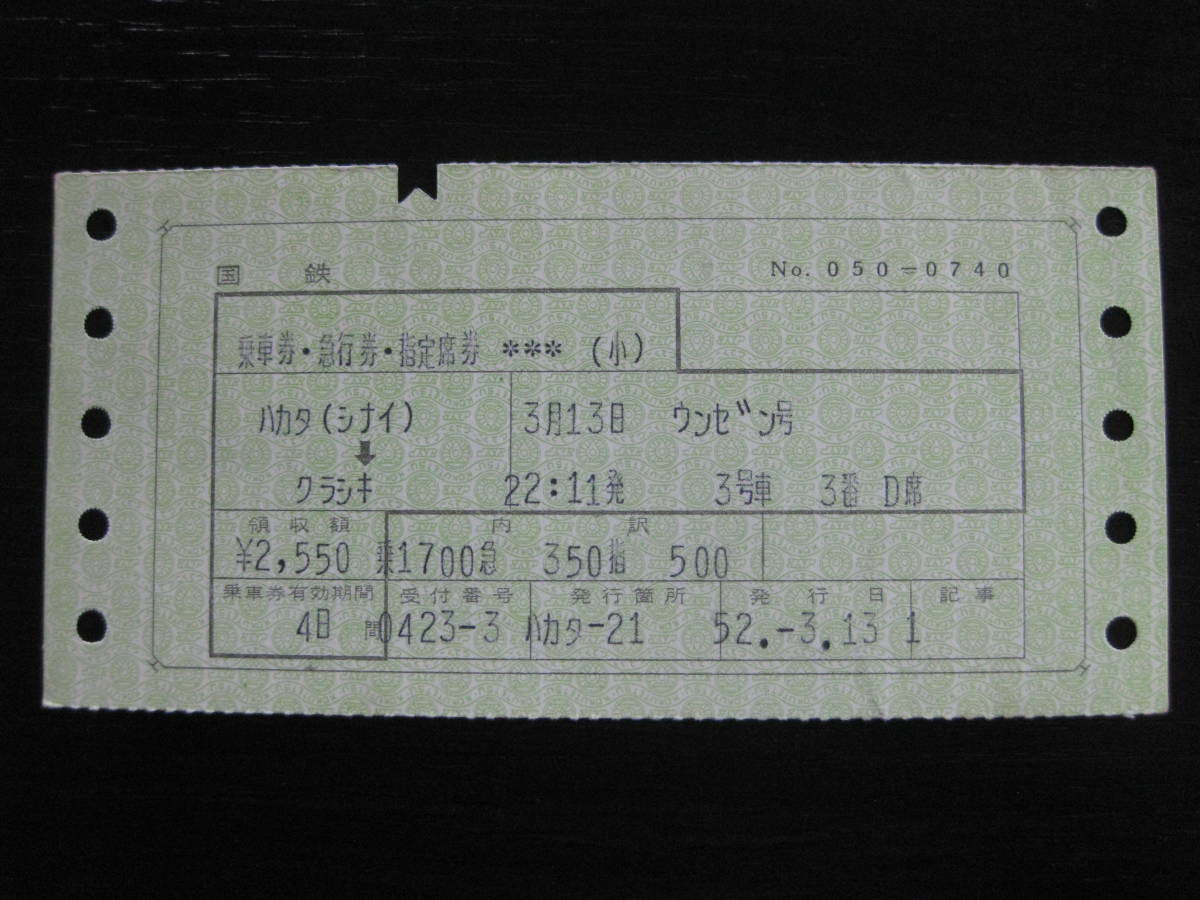 国鉄 No. 050-0740
乗車券・急行券・指定席券 *** (小)
ハカタ(シナイ) 3月13日 ウンゼン号
⬇
クラシキ 22:11発 3号車 3番 D席
領収額 内訳
¥2,550 乗1700急 350指 500
乗車券有効期間 受付番号 発行箇所 発行日 記事
4日間 0423-3 ハカタ-21 52.-3.13 1